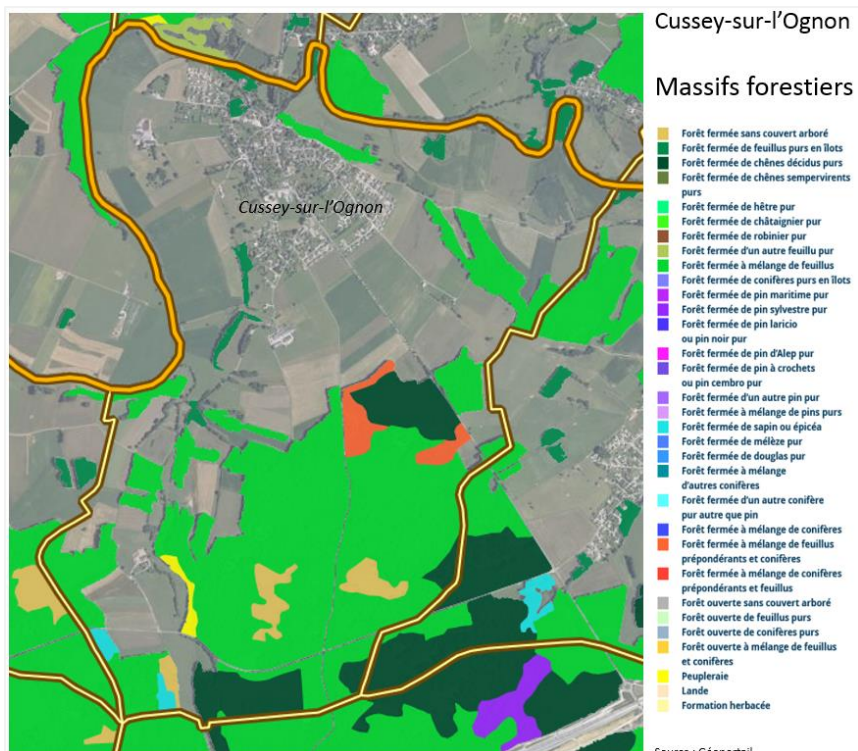 Cussey-sur-l'Ognon
Massifs forestiers
Forêt fermée sans couvert arboré
Forêt fermée de feuillus purs en îlots
Forêt fermée de chênes décidus purs
Forêt fermée de chênes sempervirents
purs
Forêt fermée de hêtre pur
Forêt fermée de châtaignier pur
Forêt fermée de robinier pur
Forêt fermée d'un autre feuillu pur
Forêt fermée à mélange de feuillus
Forêt fermée de conifères purs en îlots
Forêt fermée de pin maritime pur
Forêt fermée de pin sylvestre pur
Forêt fermée de pin laricio
ou pin noir pur
Forêt fermée de pin d'Alep pur
Forêt fermée de pin à crochets
ou pin cembro pur
Forêt fermée d'un autre pin pur
Forêt fermée à mélange de pins purs
Forêt fermée de sapin ou épicéa
Forêt fermée de mélèze pur
Forêt fermée de douglas pur
Forêt fermée à mélange
d'autres conifères
Forêt fermée d'un autre conifère
pur autre que pin
Forêt fermée à mélange de conifères
Forêt fermée à mélange de feuillus
prépondérants et conifères
Forêt fermée à mélange de conifères
prépondérants et feuillus
Forêt ouverte sans couvert arboré
Forêt ouverte de feuillus purs
Forêt ouverte de conifères purs
Forêt ouverte à mélange de feuillus
et conifères
Peupleraie
Lande
Formation herbacée
Source : Géoportail
Cussey-sur-l'Ognon